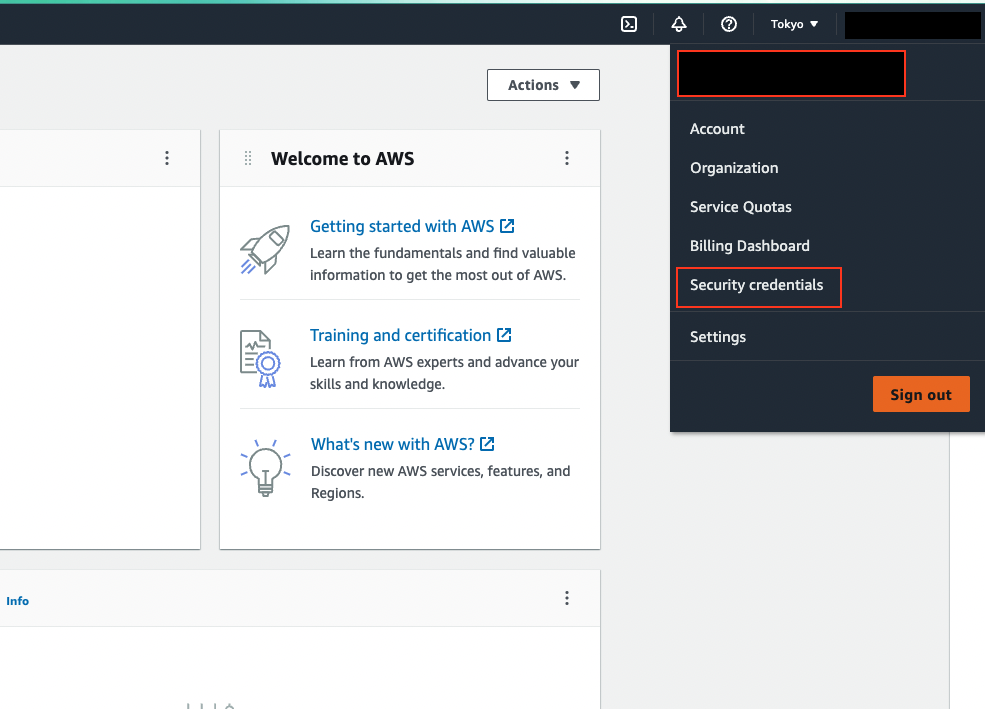 Tokyo
Actions
Account
Organization
Service Quotas
Billing Dashboard
Security credentials
Settings
Sign out
Welcome to AWS
Getting started with AWS
Learn the fundamentals and find valuable
information to get the most out of AWS.
Training and certification
Learn from AWS experts and advance your
skills and knowledge.
What's new with AWS?
Discover new AWS services, features, and
Regions.
Info